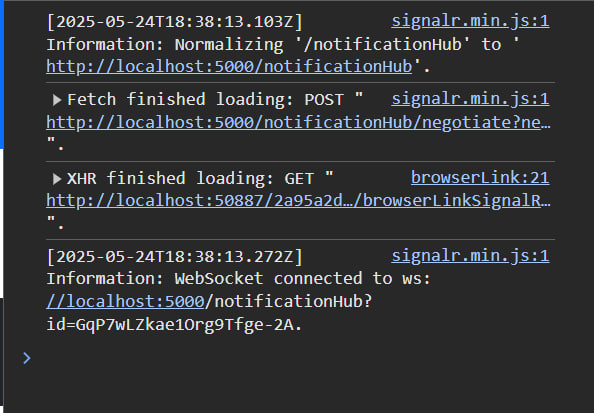 [2025-05-24T18:38:13.103Z] signalr.min.js:1
Information: Normalizing '/notificationHub' to '
http://localhost:5000/notificationHub'.
Fetch finished loading: POST " signalr.min.js:1
http://localhost:5000/notificationHub/negotiate?ne…
".
XHR finished loading: GET " browserLink:21
http://localhost:50887/2a95a2d…/browserLinkSignalR…
".
[2025-05-24T18:38:13.272Z] signalr.min.js:1
Information: WebSocket connected to ws:
//localhost:5000/notificationHub?
id=GqP7wLZkae1Org9Tfge-2A.